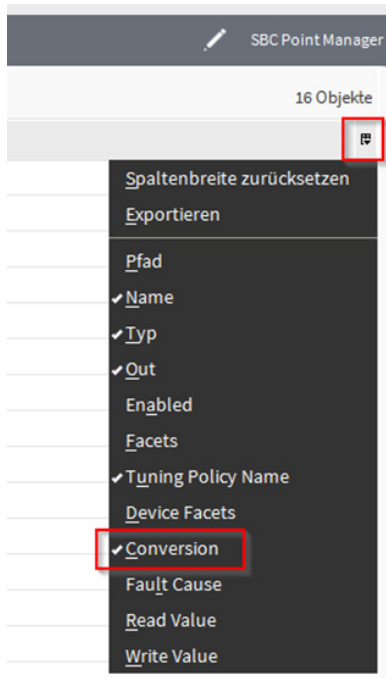 SBC Point Manager
16 Objekte
Spaltenbreite zurücksetzen
Exportieren
Pfad
Name
Typ
Out
Enabled
Facets
Tuning Policy Name
Device Facets
Conversion
Fault Cause
Read Value
Write Value